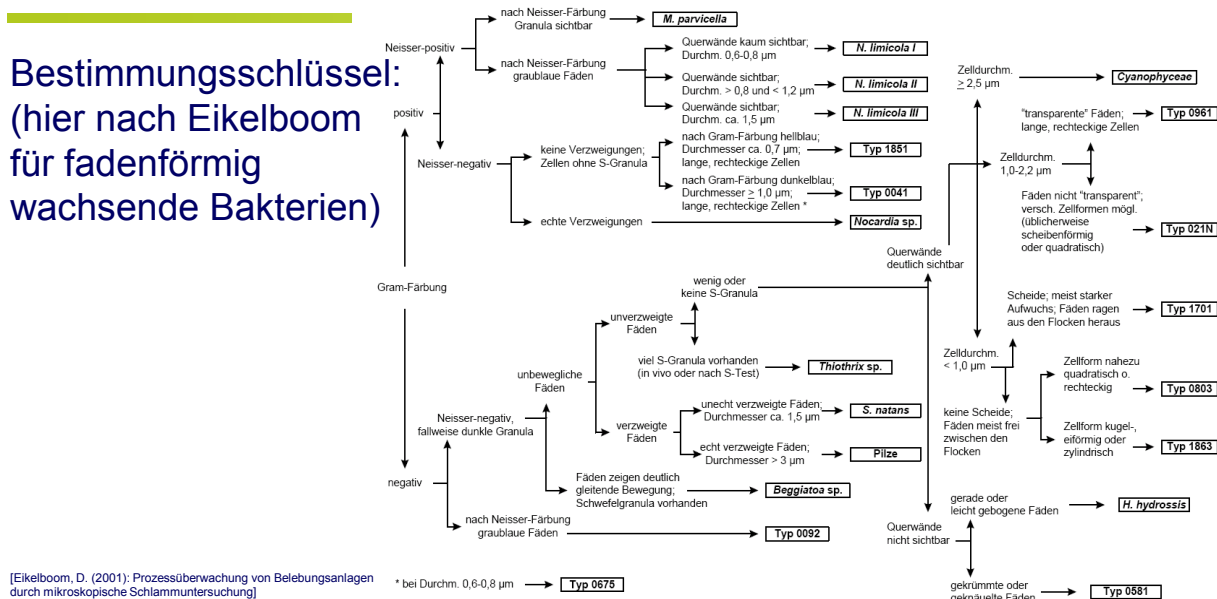 Bestimmungsschlüssel:
(hier nach Eikelboom
für fadenförmig
wachsende Bakterien)
Gram-Färbung
positiv
Neisser-positiv
nach Neisser-Färbung
Granula sichtbar
M. parvicella
nach Neisser-Färbung
graublaue Fäden
Querwände kaum sichtbar;
Durchm. 0,6-0,8 µm
N. limicola I
Querwände sichtbar;
Durchm. > 0,8 und < 1,2 µm
N. limicola II
Querwände sichtbar;
Durchm. ca. 1,5 µm
N. limicola III
Neisser-negativ
keine Verzweigungen;
Zellen ohne S-Granula
nach Gram-Färbung hellblau;
Durchmesser ca. 0,7 µm;
lange, rechteckige Zellen
Typ 1851
nach Gram-Färbung dunkelblau;
Durchmesser ≥ 1,0 µm;
lange, rechteckige Zellen *
Typ 0041
echte Verzweigungen
Nocardia sp.
negativ
Neisser-negativ,
fallweise dunkle Granula
unbewegliche
Fäden
unverzweigte
Fäden
wenig oder
keine S-Granula
viel S-Granula vorhanden
(in vivo oder nach S-Test)
Thiothrix sp.
verzweigte
Fäden
unecht verzweigte Fäden;
Durchmesser ca. 1,5 µm
S. natans
echt verzweigte Fäden;
Durchmesser > 3 µm
Pilze
Fäden zeigen deutlich
gleitende Bewegung;
Schwefelgranula vorhanden
Beggiatoa sp.
nach Neisser-Färbung
graublaue Fäden
Typ 0092
Querwände
deutlich sichtbar
Zelldurchm.
≥ 2,5 µm
Cyanophyceae
Zelldurchm.
1,0-2,2 µm
"transparente" Fäden;
lange, rechteckige Zellen
Typ 0961
Fäden nicht "transparent";
versch. Zellformen mögl.
(üblicherweise
scheibenförmig
oder quadratisch)
Typ 021N
Zelldurchm.
< 1,0 µm
Scheide; meist starker
Aufwuchs; Fäden ragen
aus den Flocken heraus
Typ 1701
keine Scheide;
Fäden meist frei
zwischen den
Flocken
Zellform nahezu
quadratisch o.
rechteckig
Typ 0803
Zellform kugel-,
eiförmig oder
zylindrisch
Typ 1863
Querwände
nicht sichtbar
gerade oder
leicht gebogene Fäden
H. hydrossis
gekrümmte oder
geknäuelte Fäden
Typ 0581
* bei Durchm. 0,6-0,8 µm
Typ 0675
[Eikelboom, D. (2001): Prozessüberwachung von Belebungsanlagen
durch mikroskopische Schlammuntersuchung]